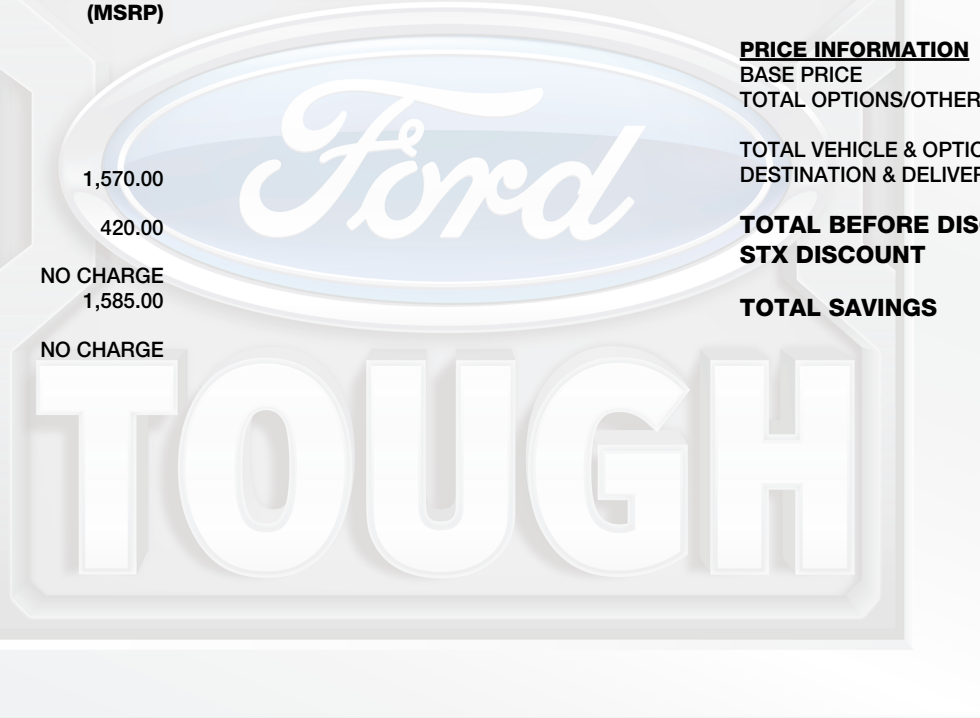 (MSRP)
1,570.00
420.00
NO CHARGE
1,585.00
NO CHARGE
PRICE INFORMATION
BASE PRICE
TOTAL OPTIONS/OTHER
TOTAL VEHICLE & OPTIO
DESTINATION & DELIVER
TOTAL BEFORE DIS
STX DISCOUNT
TOTAL SAVINGS
Ford
TOUGH